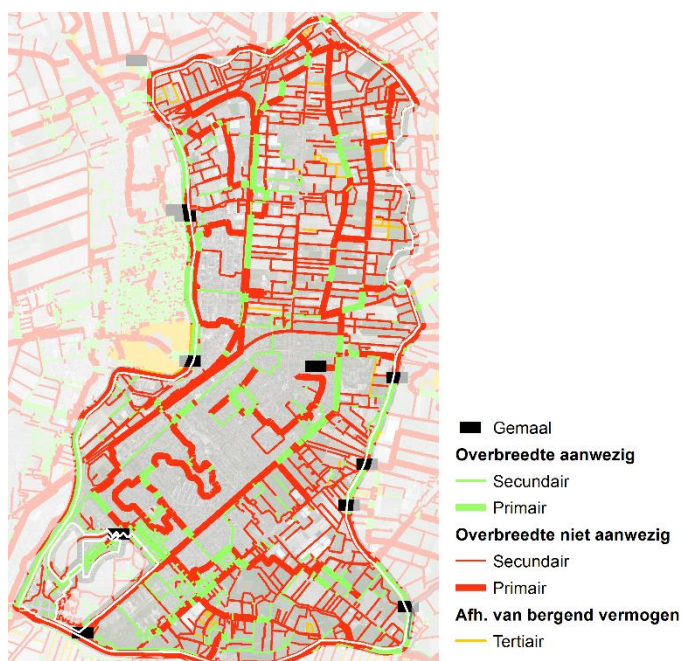 Gemaal
Overbreedte aanwezig
Secundair
Primair
Overbreedte niet aanwezig
Secundair
Primair
Afh. van bergend vermogen
Tertiair